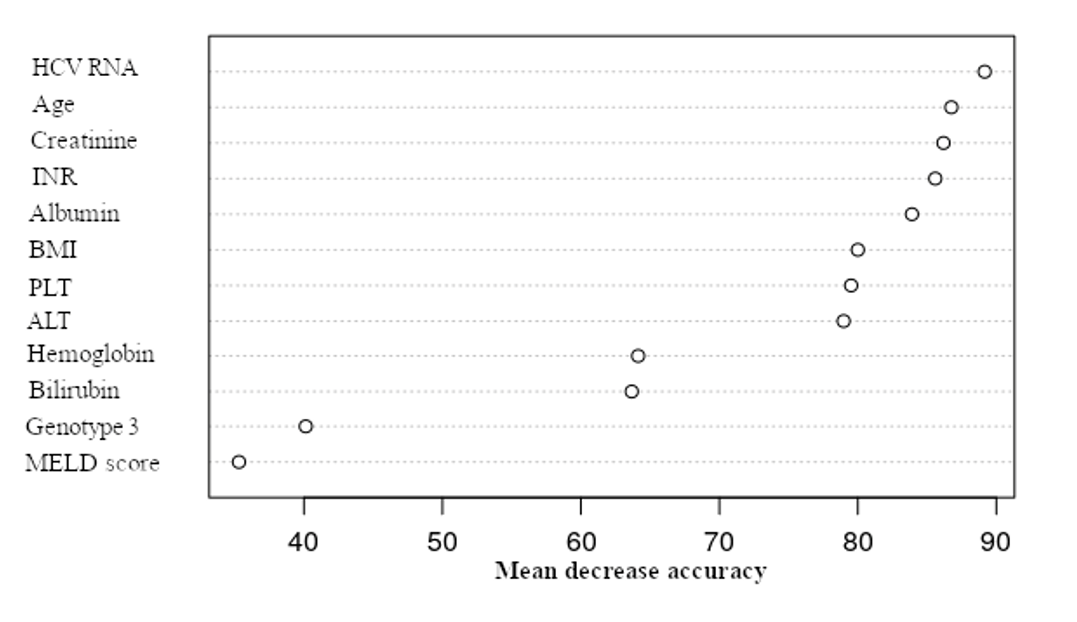 HCV RNA
Age
Creatinine
INR
Albumin
BMI
PLT
ALT
Hemoglobin
Bilirubin
Genotype 3
MELD score
40 50 60 70 80 90
Mean decrease accuracy